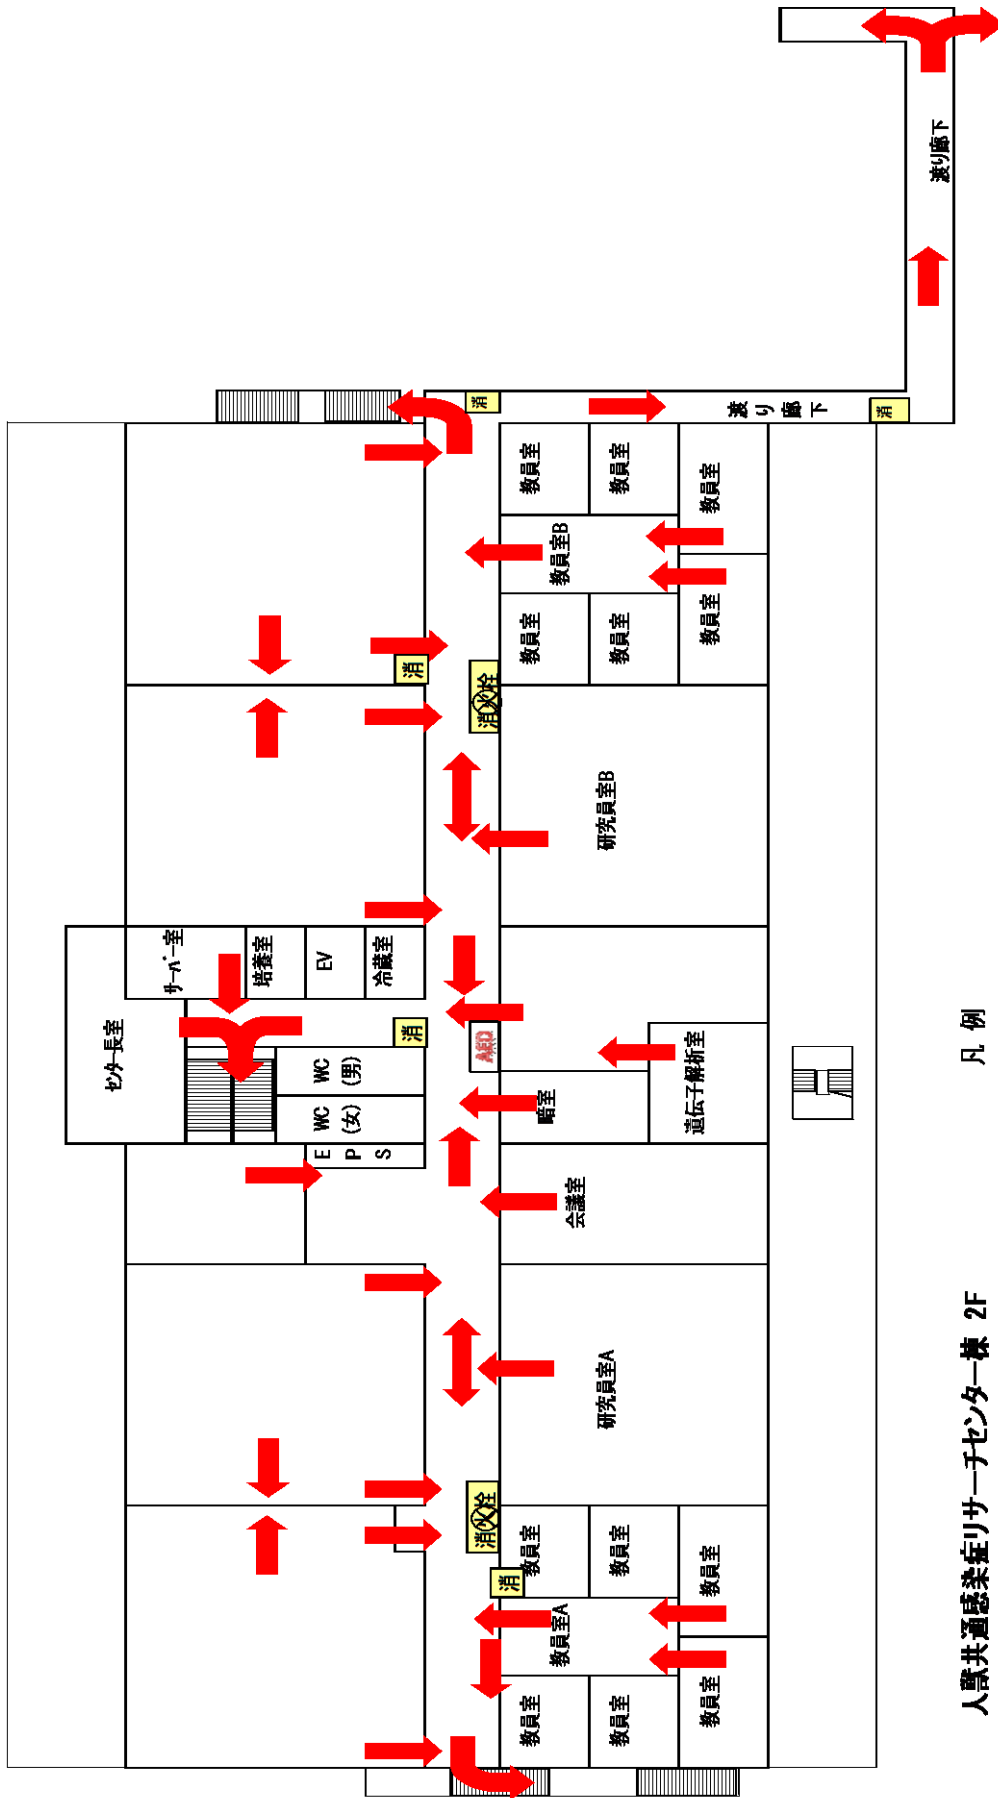 センター長室
サーバー室
培養室
EV
冷蔵室
WC
(女)
WC
(男)
EPS
消
消
消火栓
AED
消火栓
消
消
教員室
教員室
暗室
教員室
教員室
教員室A
会議室
教員室B
研究員室A
研究員室B
教員室
教員室
教員室
教員室
遺伝子解析室
教員室
教員室
教員室
教員室
渡り廊下
消
渡り廊下
人獣共通感染症リサーチセンター棟 2F
凡 例